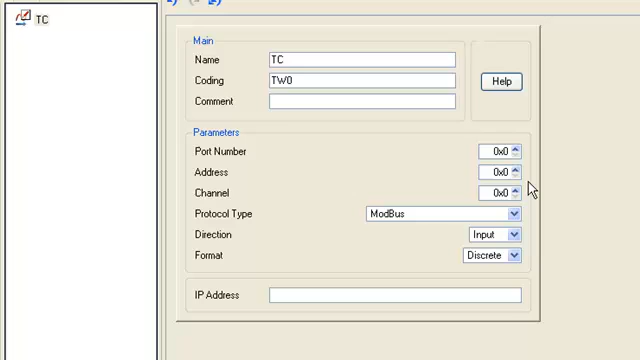 TC
Main
Name TC
Coding TW0
Comment
Help
Parameters
Port Number 0x0
Address 0x0
Channel 0x0
Protocol Type ModBus
Direction Input
Format Discrete
IP Address